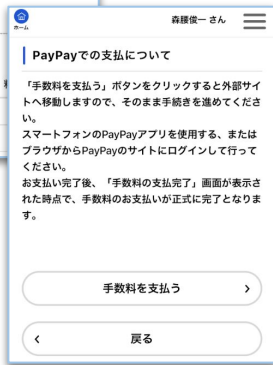 ホーム
森腰俊一 さん
PayPayでの支払について
「手数料を支払う」ボタンをクリックすると外部サイ
トへ移動しますので、そのまま手続きを進めてくださ
い。
スマートフォンのPayPayアプリを使用する、または
ブラウザからPayPayのサイトにログインして行って
ください。
お支払い完了後、「手数料の支払完了」画面が表示さ
れた時点で、手数料のお支払いが正式に完了となりま
す。
手数料を支払う
戻る